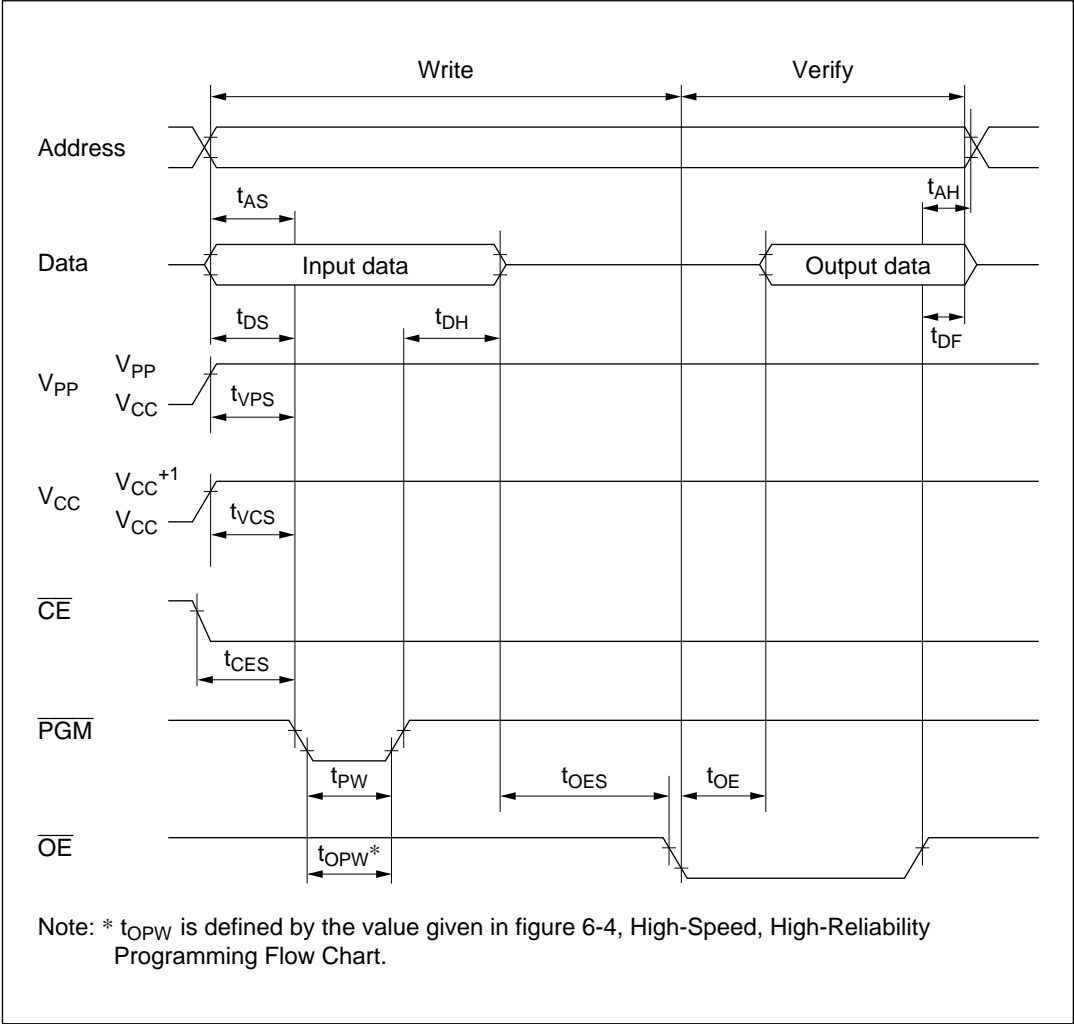 Write Verify
Address
tAS tAH
Data Input data Output data
tDS tDH tDF
VPP VPP
VCC tVPS
VCC VCC+1
VCC tVCS
CE
tCES
PGM
tPW tOES tOE
OE
tOPW*
Note: * tOPW is defined by the value given in figure 6-4, High-Speed, High-Reliability
Programming Flow Chart.